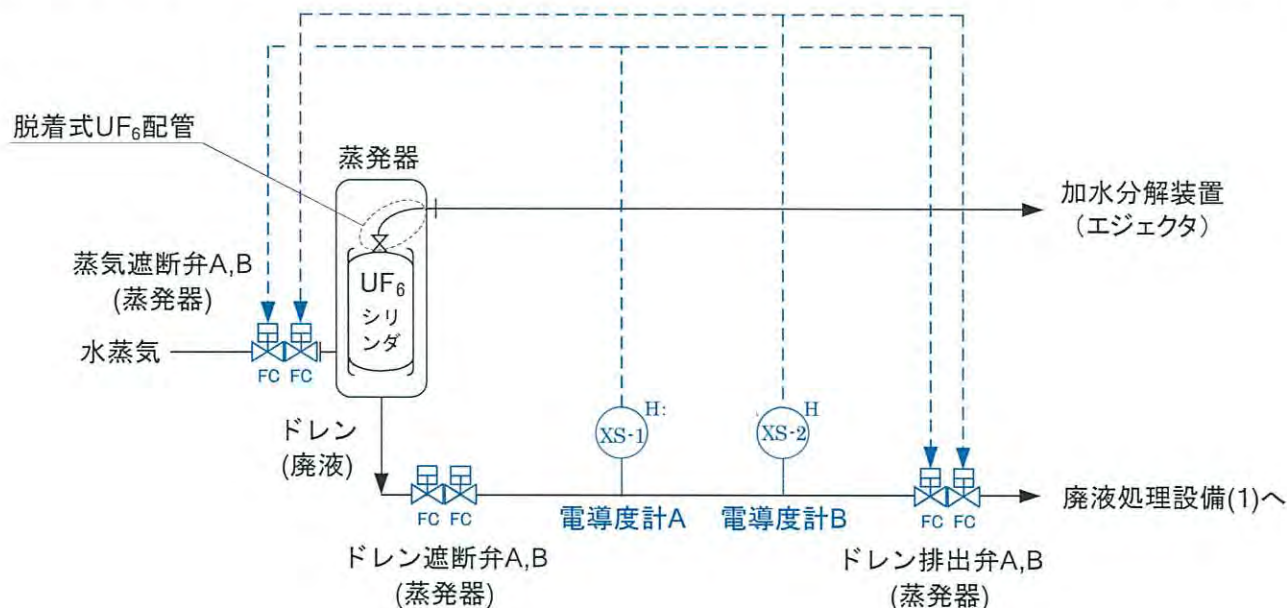 脱着式UF₆配管
蒸発器
加水分解装置
(エジェクタ)
蒸気遮断弁A,B
(蒸発器)
UF₆
シリ
ンダ
水蒸気
FC FC
ドレン
(廃液)
H:
XS-1
H
XS-2
FC FC
電導度計A
電導度計B
FC FC
廃液処理設備(1)へ
ドレン遮断弁A,B
(蒸発器)
ドレン排出弁A,B
(蒸発器)